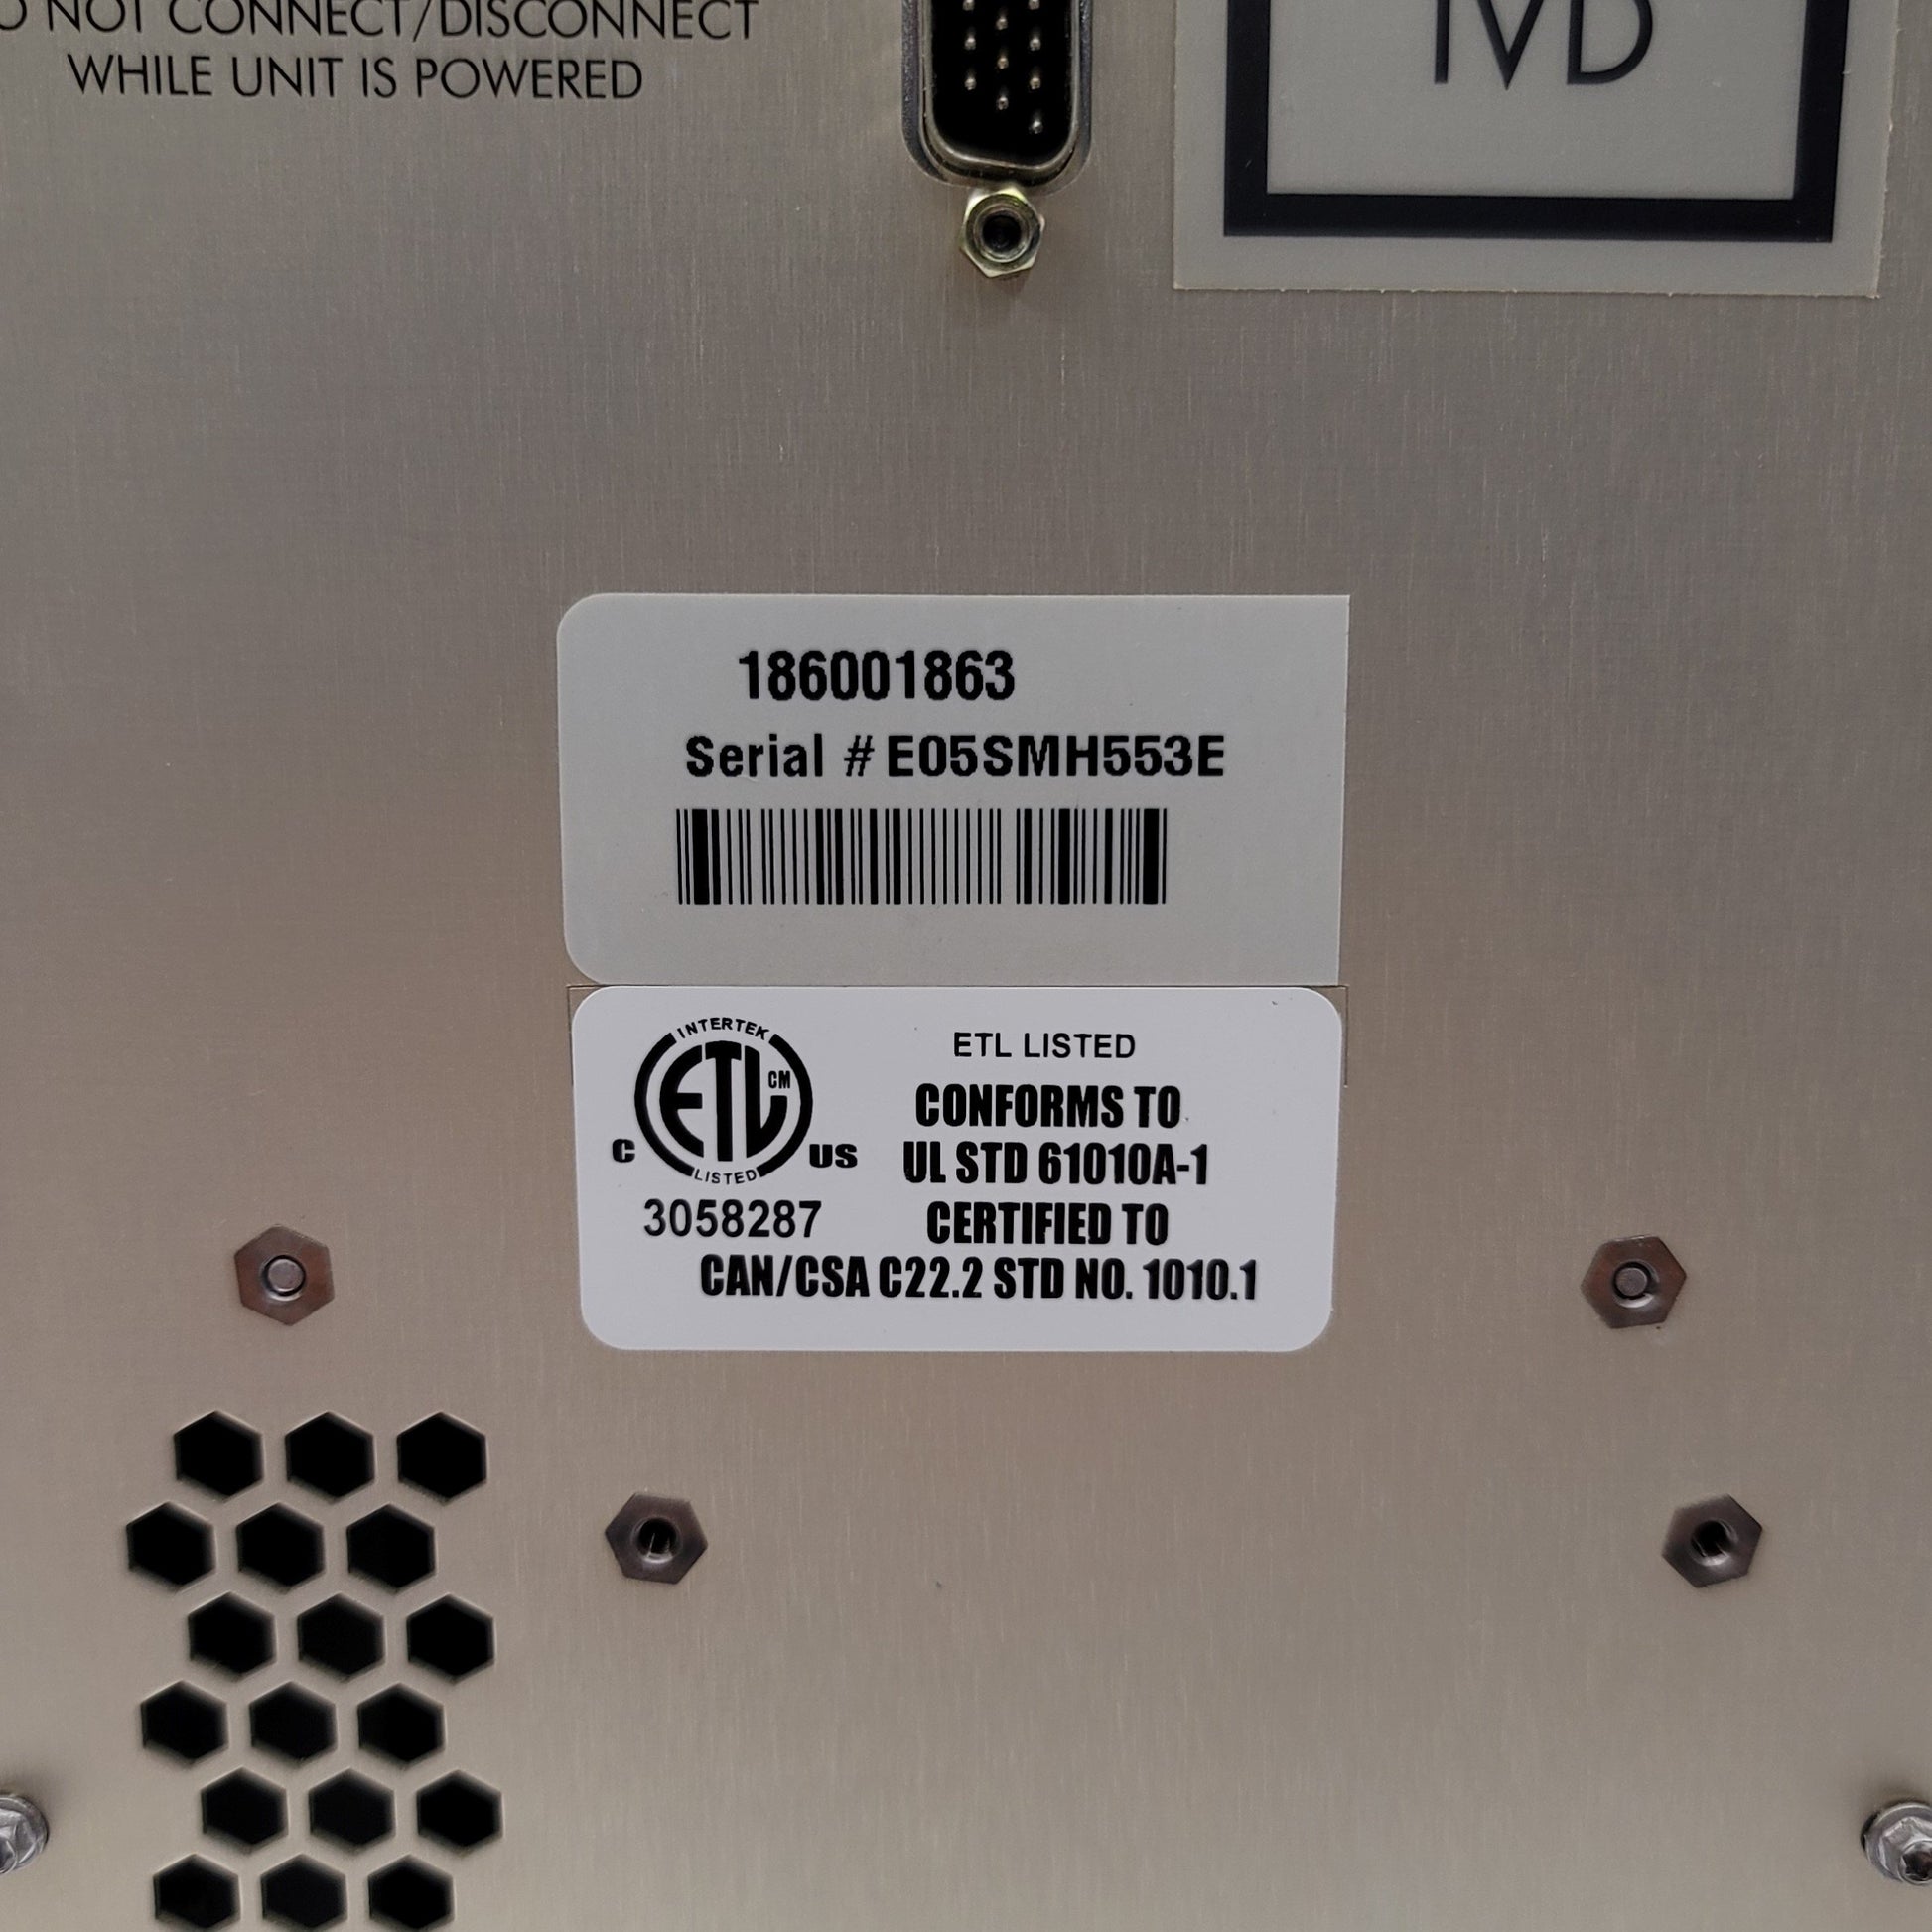 O NOT CONNECT/DISCONNECT
WHILE UNIT IS POWERED
IVD
186001863
Serial # E05SMH553E
INTERTEK
ETL CM
C US
LISTED
3058287
ETL LISTED
CONFORMS TO
UL STD 61010A-1
CERTIFIED TO
CAN/CSA C22.2 STD NO. 1010.1